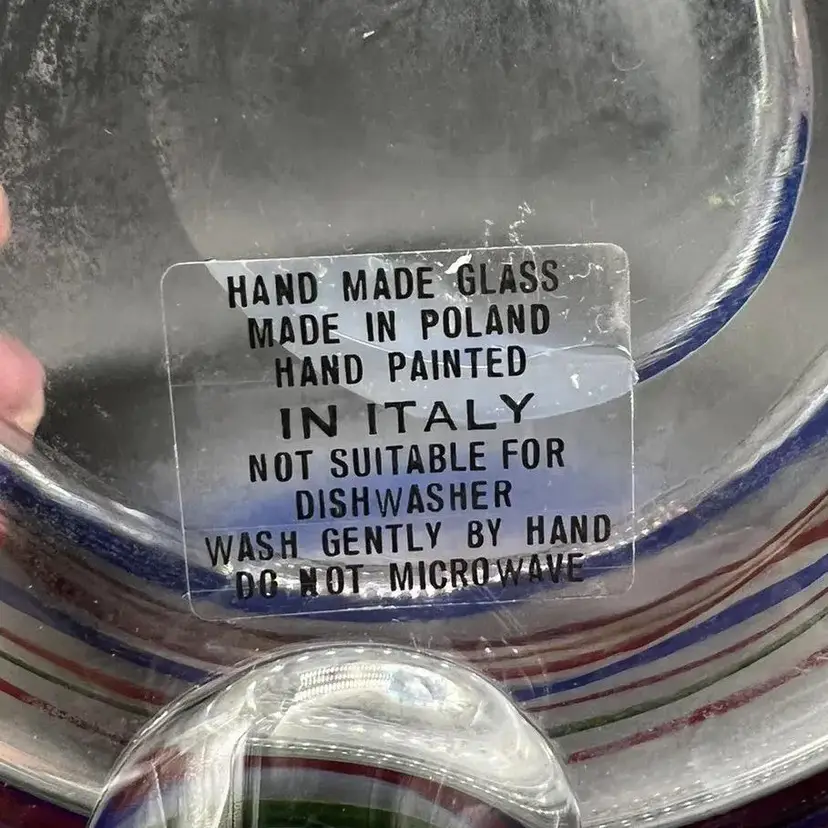 HAND MADE GLASS
MADE IN POLAND
HAND PAINTED
IN ITALY
NOT SUITABLE FOR
DISHWASHER
WASH GENTLY BY HAND
DO NOT MICROWAVE